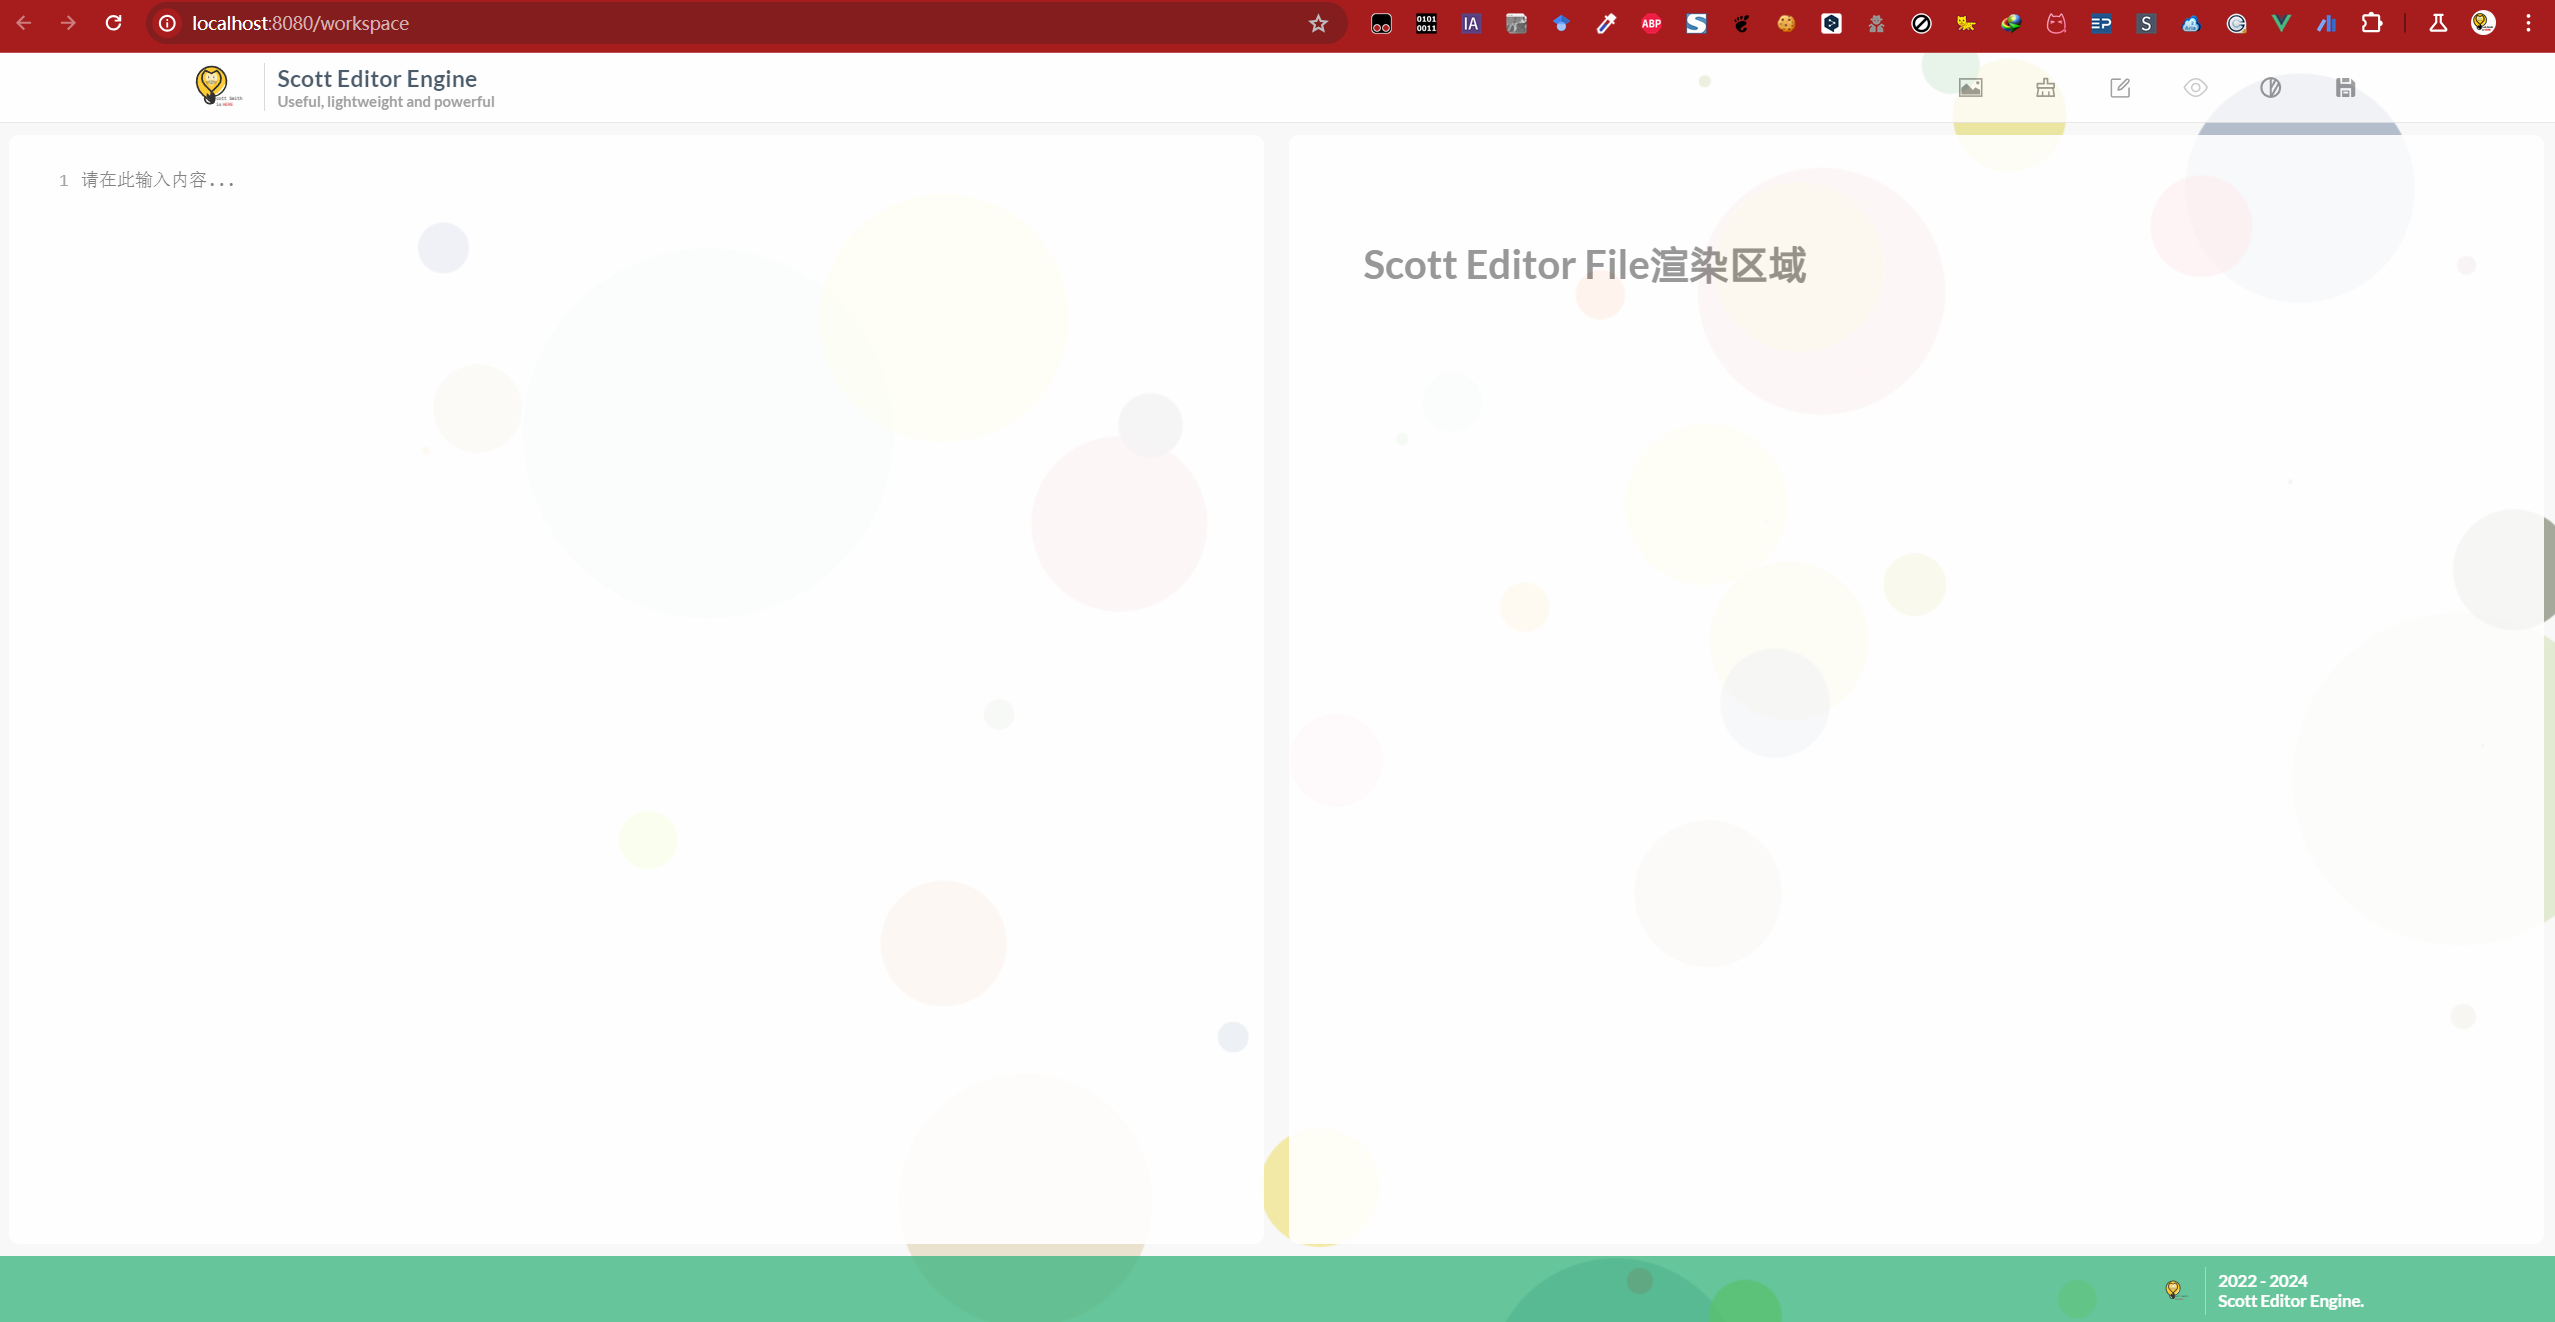 localhost:8080/workspace
Scott Editor Engine
Useful, lightweight and powerful
1 请在此输入内容...
Scott Editor File渲染区域
2022 - 2024
Scott Editor Engine.